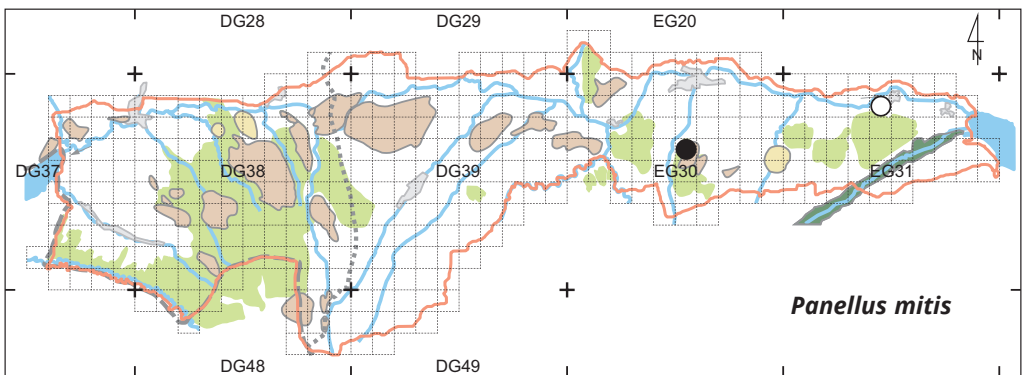 DG28 DG29 EG20
N
DG37 DG38 DG39 EG30 EG31
Panellus mitis
DG48 DG49